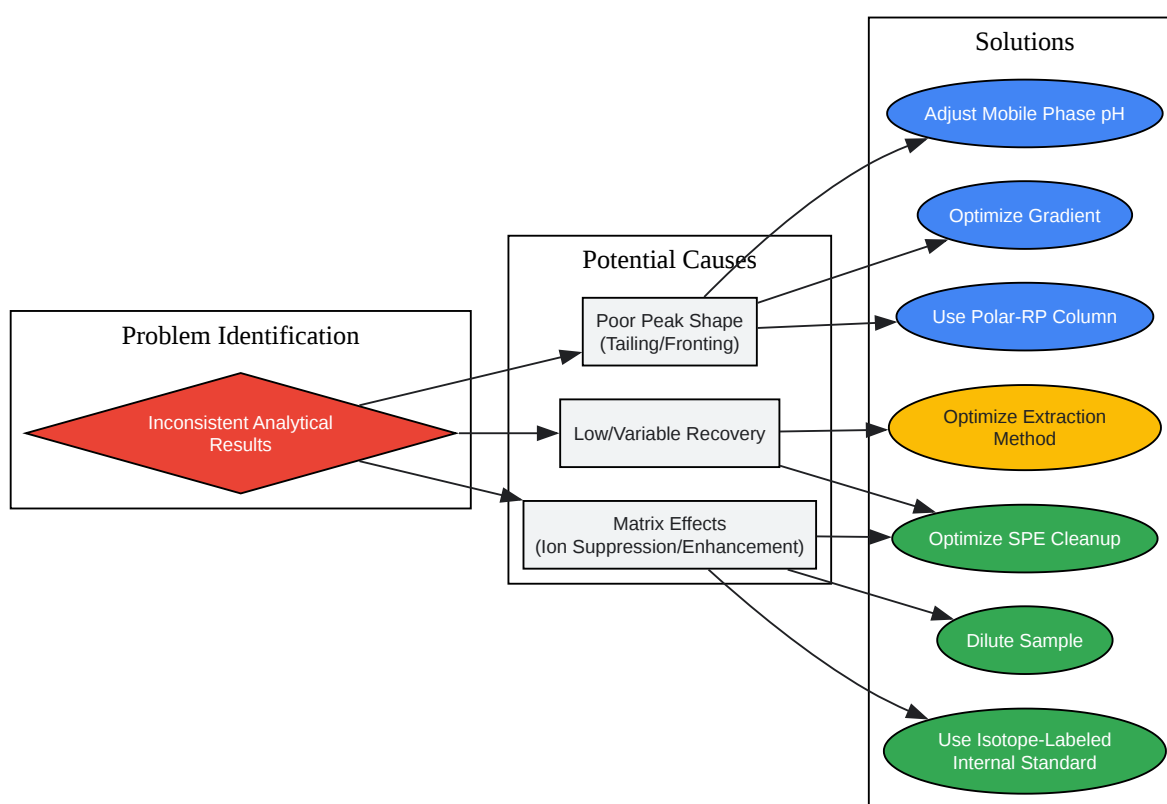 Problem Identification
Inconsistent Analytical
Results
Potential Causes
Poor Peak Shape
(Tailing/Fronting)
Low/Variable Recovery
Matrix Effects
(Ion Suppression/Enhancement)
Solutions
Adjust Mobile Phase pH
Optimize Gradient
Use Polar-RP Column
Optimize Extraction
Method
Optimize SPE Cleanup
Dilute Sample
Use Isotope-Labeled
Internal Standard